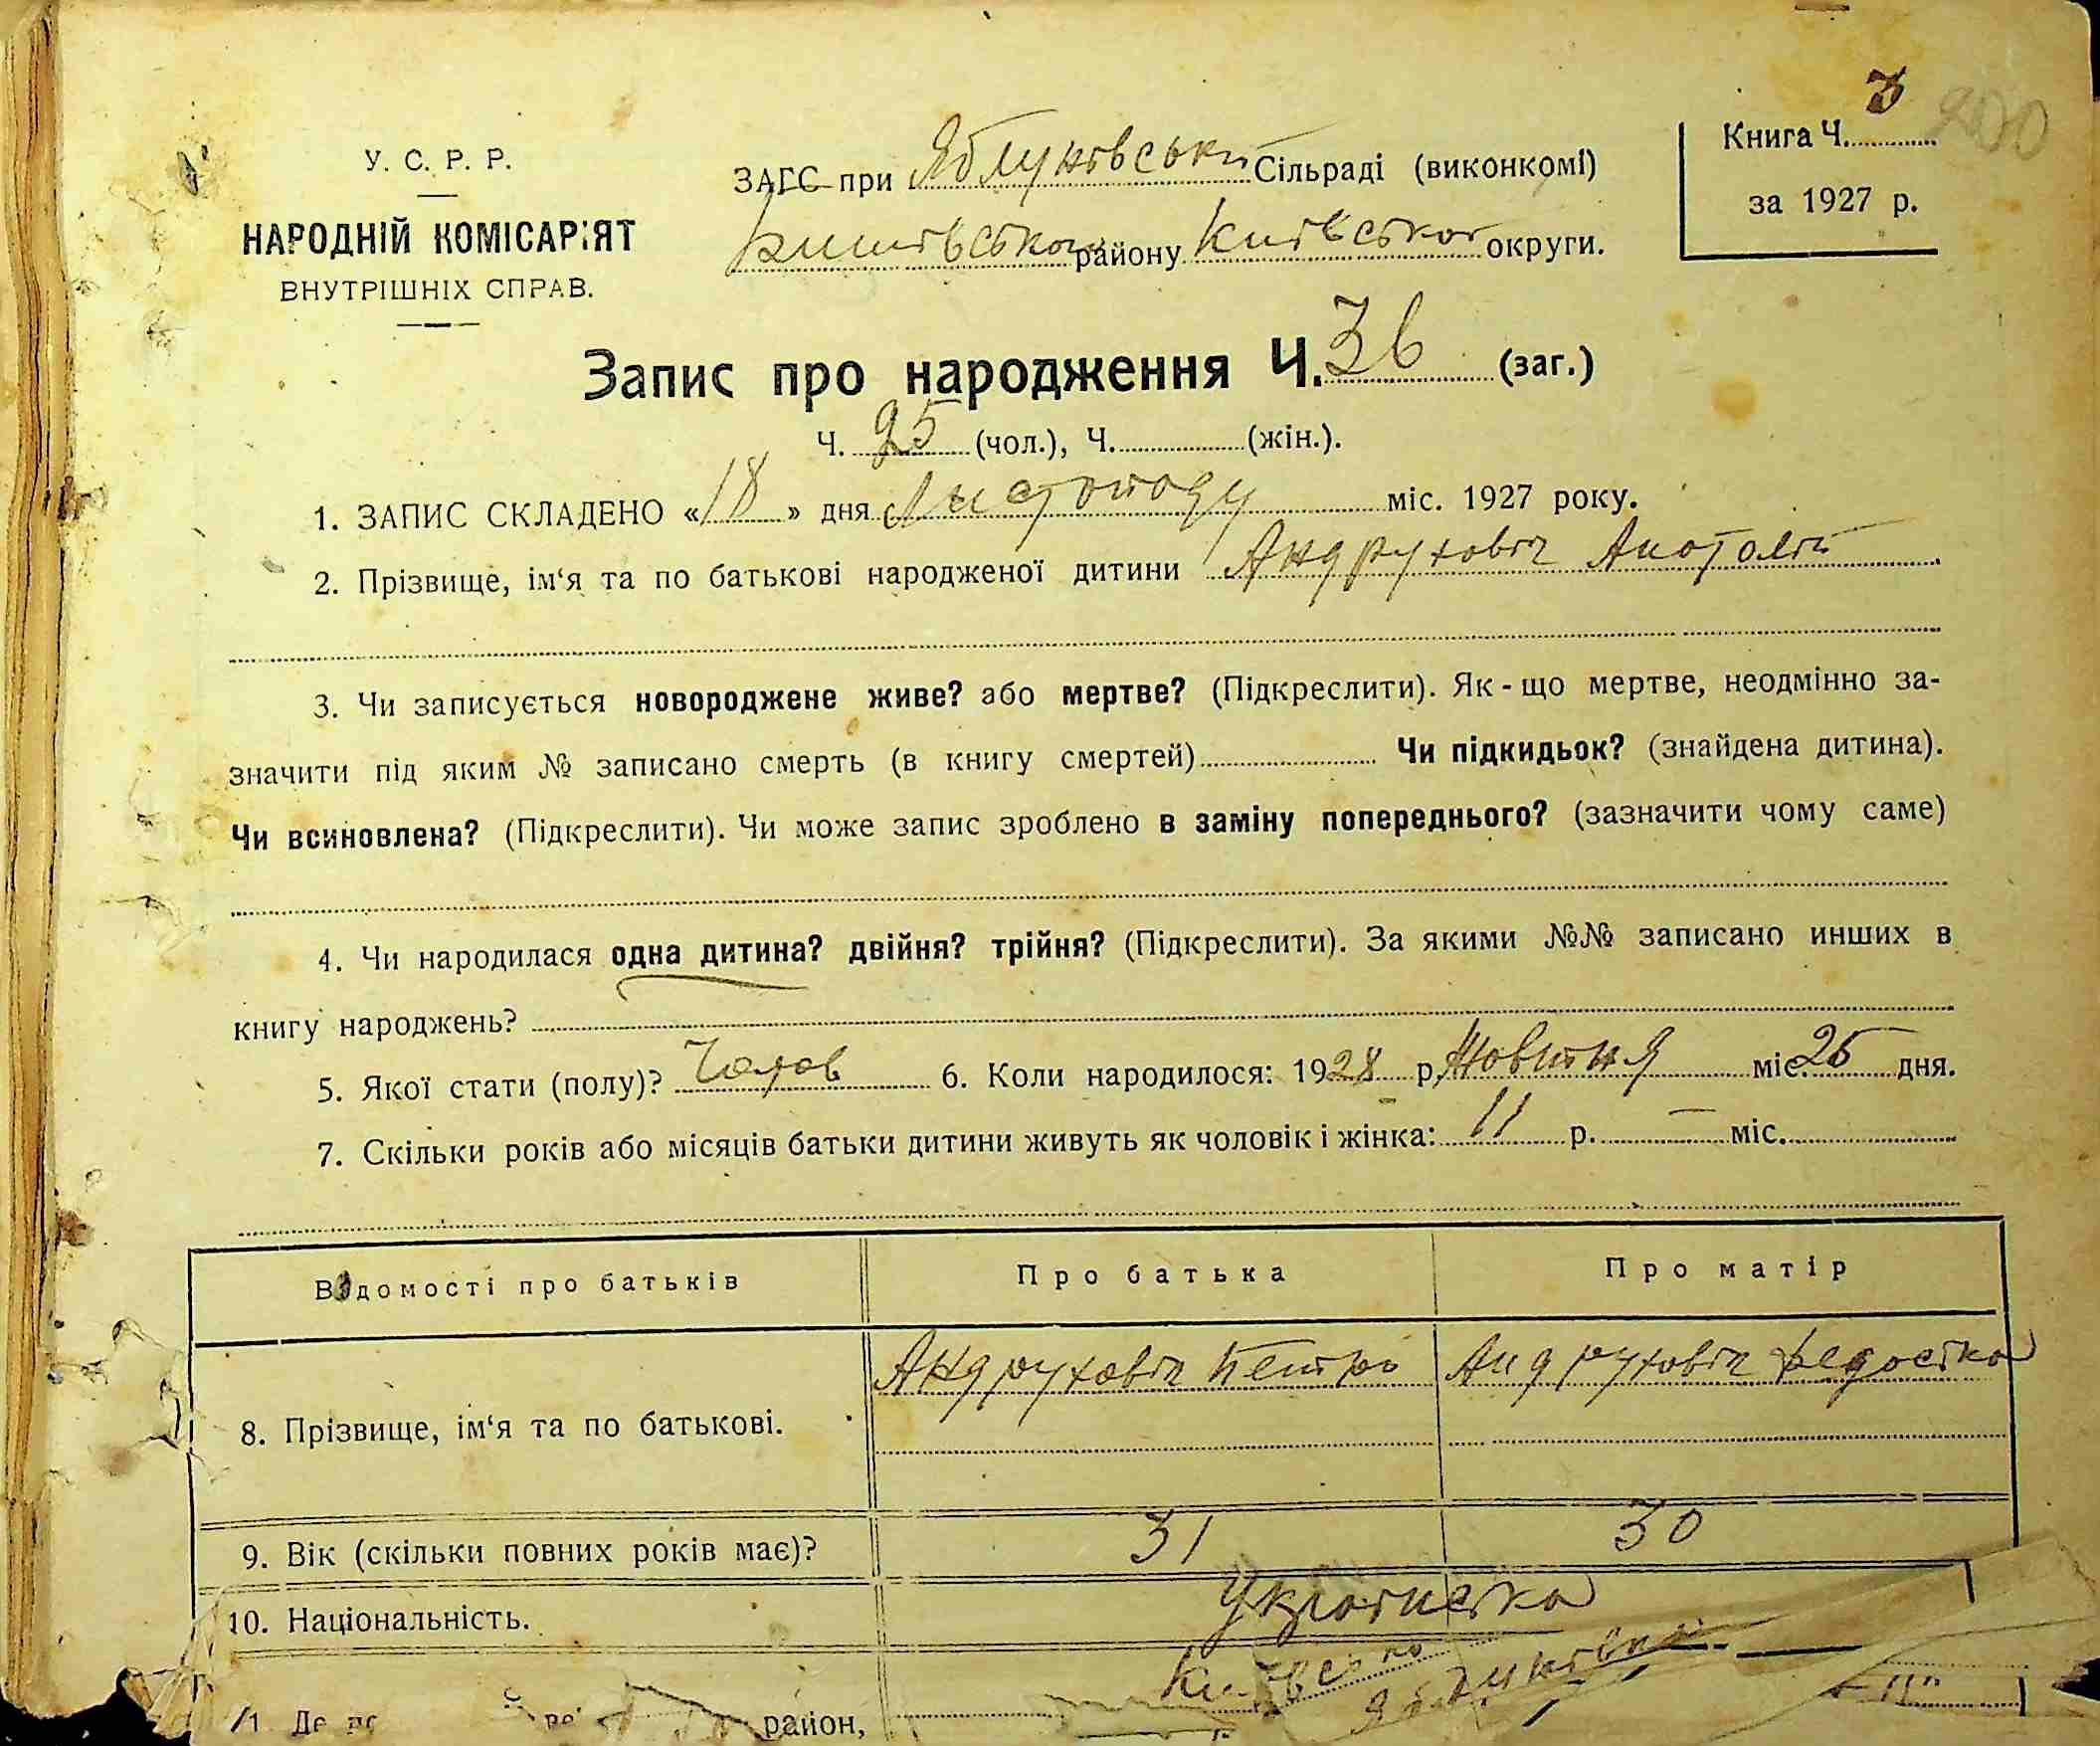 У. С. Р. Р.
НАРОДНІЙ КОМІСАР'ЯТ
ВНУТРІШНІХ СПРАВ.
ЗАГС при Яблунівській Сільраді (виконкомі)
району Київської округи.
Книга Ч. 3
200
за 1927 р.
Запис про народження Ч. 36 (заг.)
Ч. 25 (чол.), Ч. (жін.).
1. ЗАПИС СКЛАДЕНО «18» дня Листопаду міс. 1927 року.
2. Прізвище, ім'я та по батькові народженої дитини Андрухович Анатолій
3. Чи записується новороджене живе? або мертве? (Підкреслити). Як-що мертве, неодмінно за-
значити під яким № записано смерть (в книгу смертей) Чи підкидьок? (знайдена дитина).
Чи всиновлена? (Підкреслити). Чи може запис зроблено в заміну попереднього? (зазначити чому саме)
4. Чи народилася одна дитина? двійня? трійня? (Підкреслити). За якими №№ записано инших в
книгу народжень?
5. Якої стати (полу)? Чолов 6. Коли народилося: 1928 р. Жовтня міс. 25 дня.
7. Скільки років або місяців батьки дитини живуть як чоловік і жінка: 11 р. — міс.
Відомості про батьків Про батька Про матір
8. Прізвище, ім'я та по батькові. Андрухович Петро Андрухович Федоська
9. Вік (скільки повних років має)? 31 30
10. Національність. Українська
район,